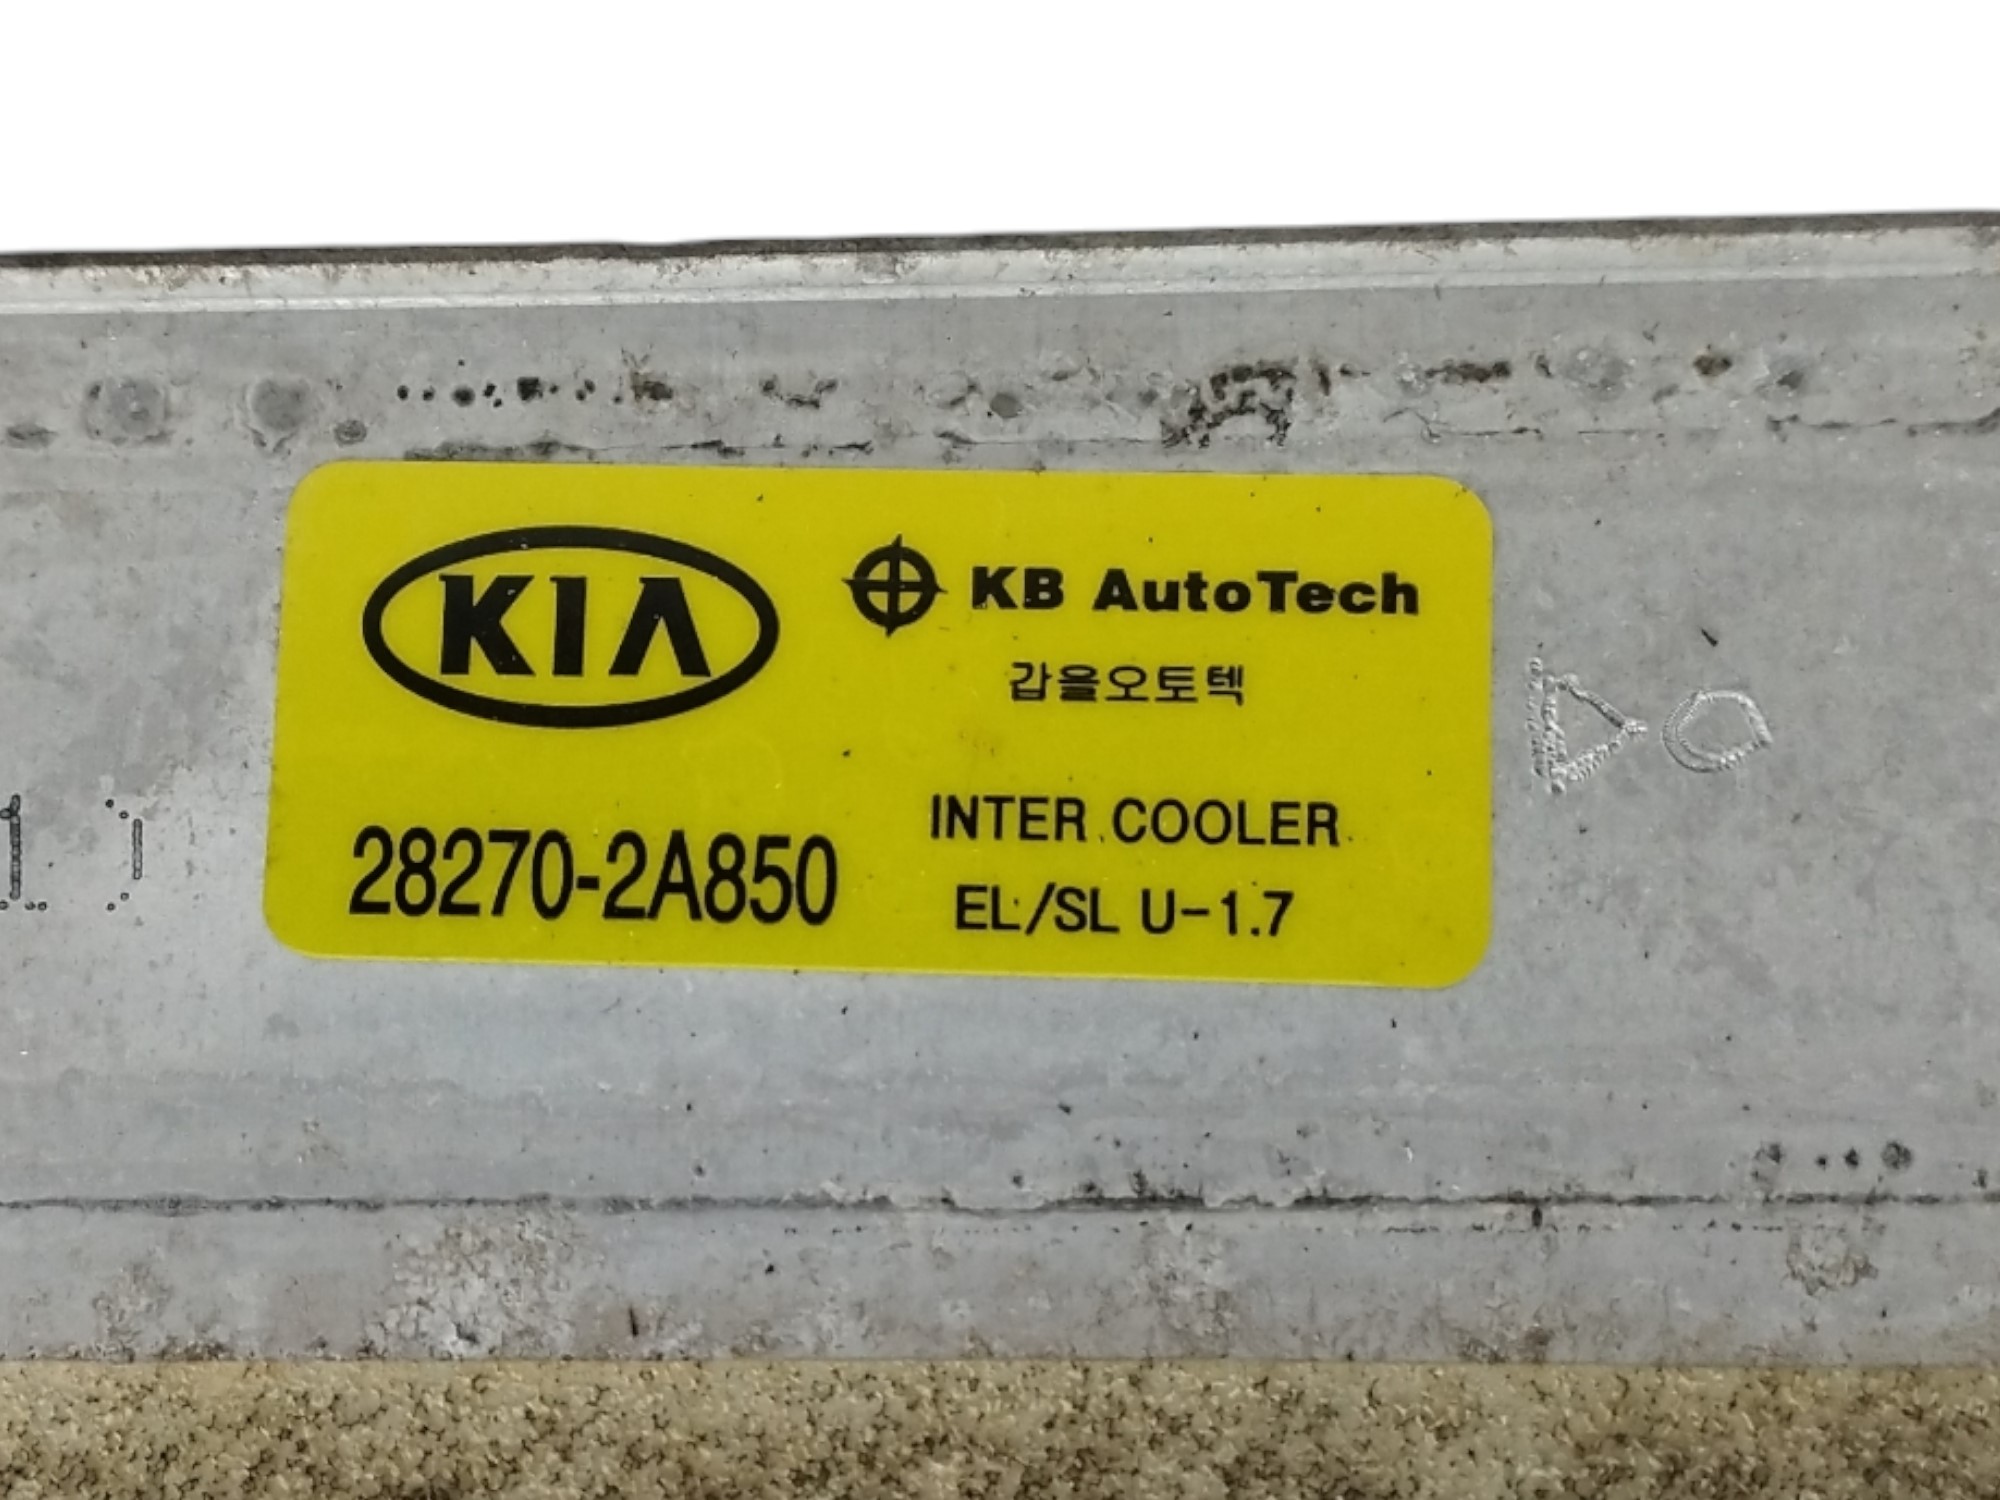 KIA
KB AutoTech
갑을오토텍
INTER COOLER
28270-2A850
EL/SL U-1.7